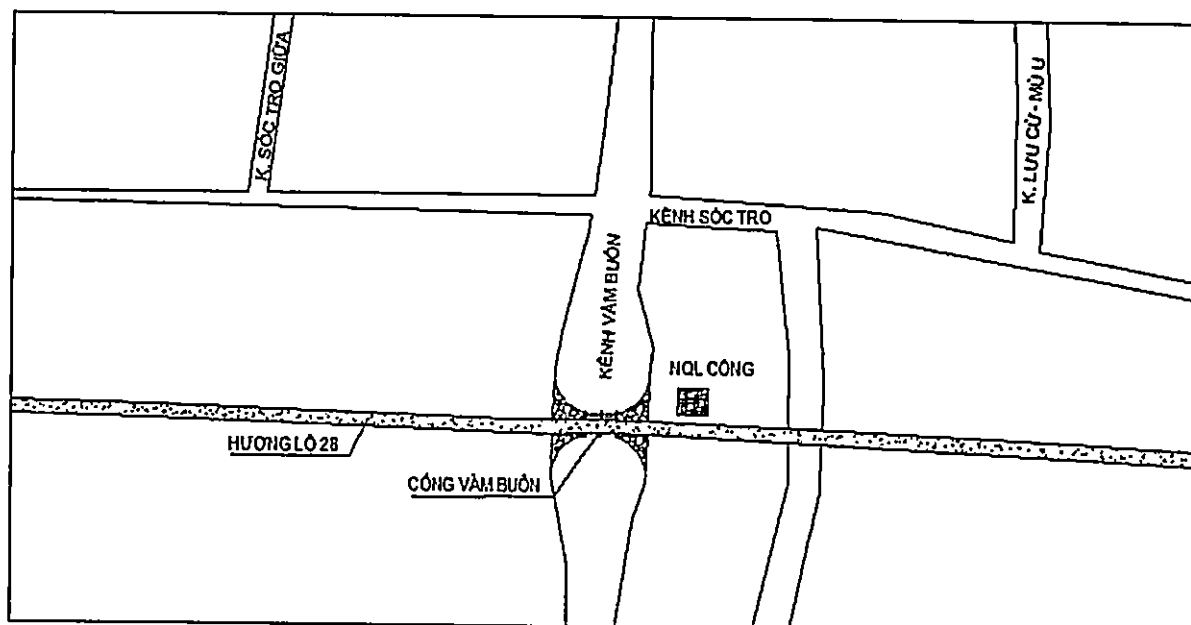 K. SÓC TRO GIỮA
K. LƯU CỪ - MÙ U
KÊNH SÓC TRO
KÊNH VÀM BUÔN
NQL CỐNG
HƯƠNG LỘ 28
CỐNG VÀM BUÔN